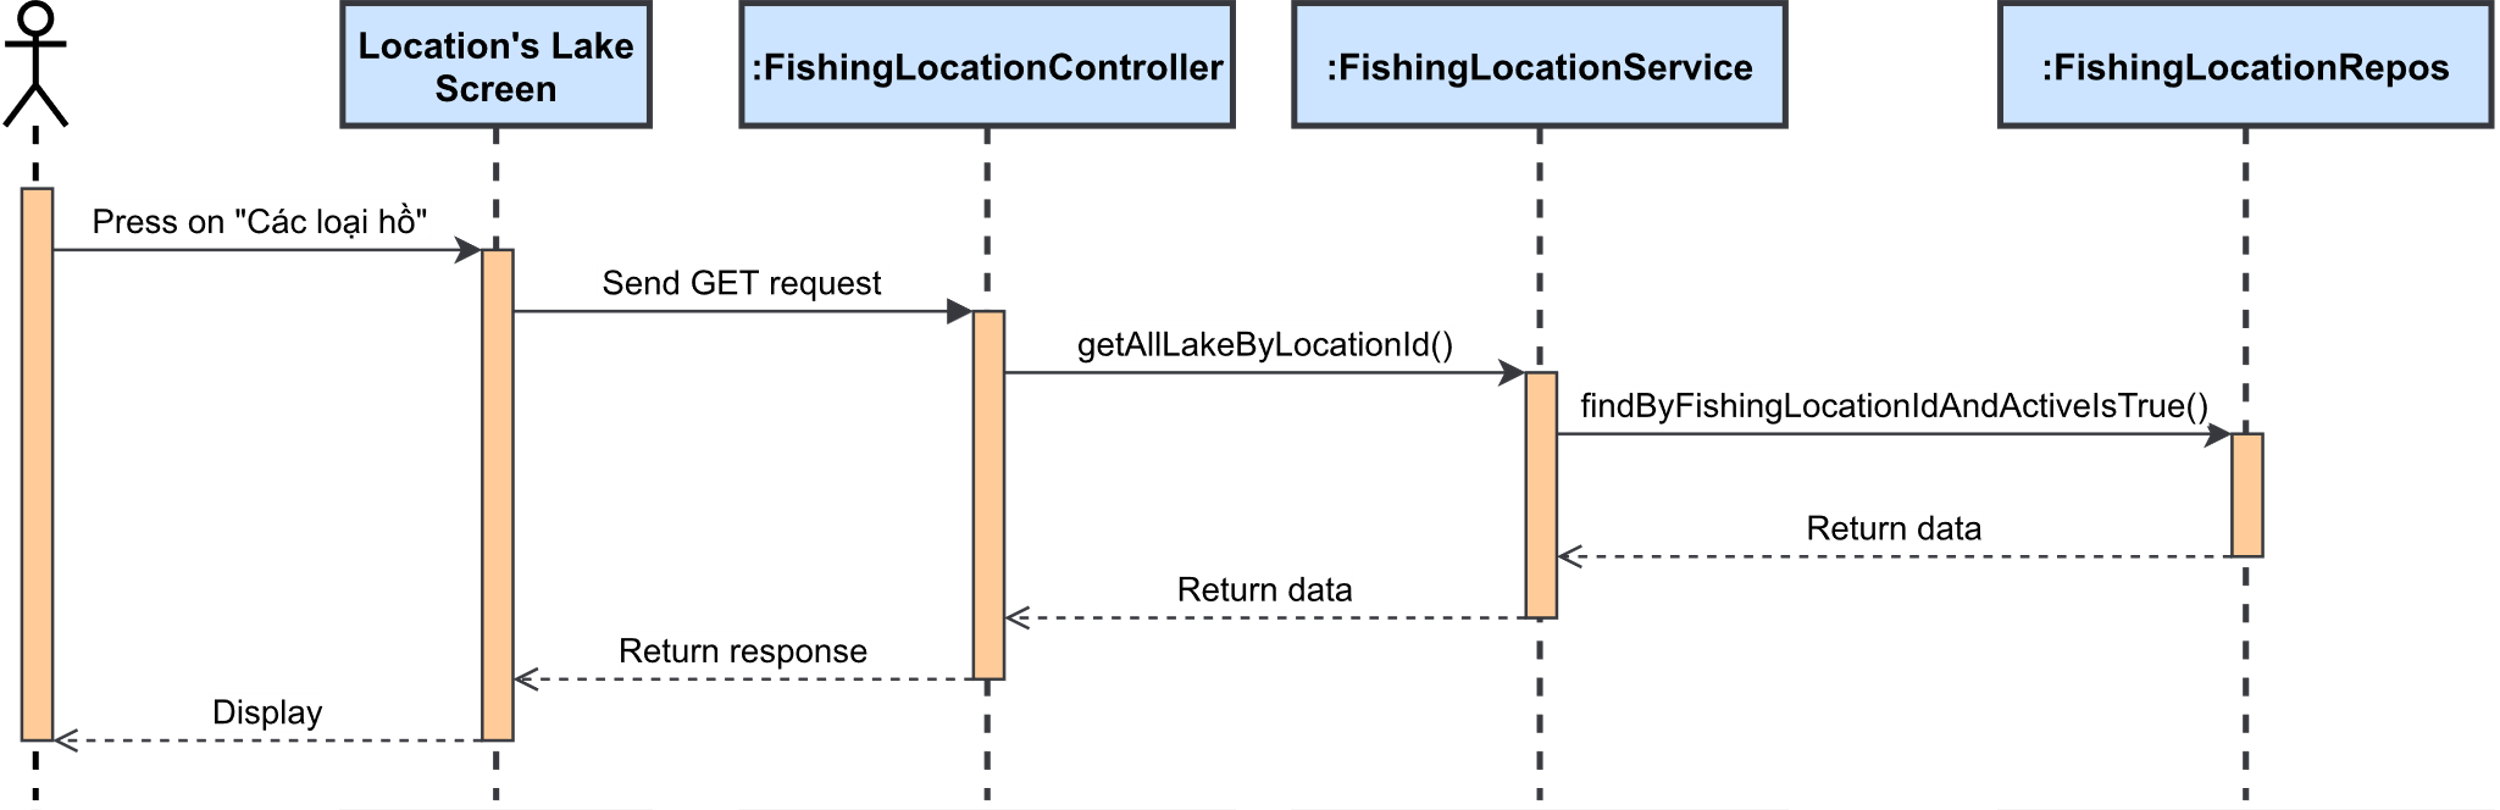 Location's Lake
Screen
:FishingLocationController
:FishingLocationService
:FishingLocationRepos
Press on "Các loại hồ"
Send GET request
getAllLakeByLocationId()
findByFishingLocationIdAndActiveIsTrue()
Return data
Return data
Return response
Display